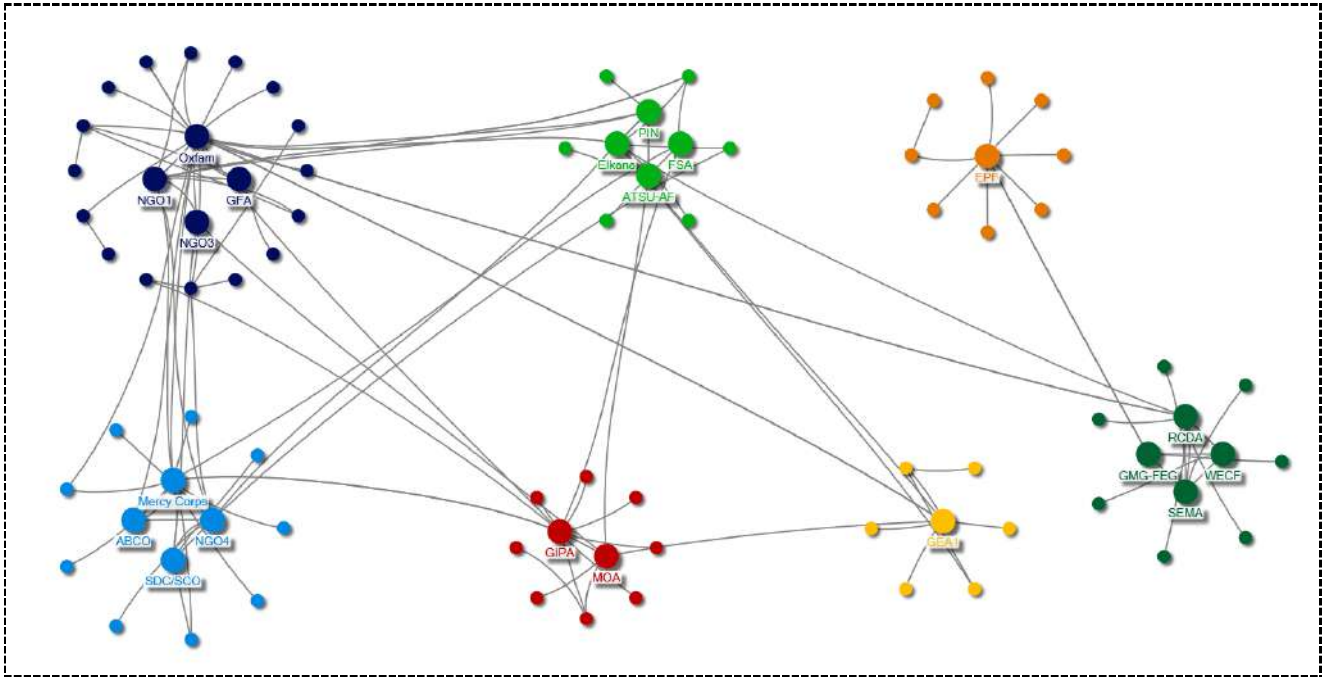 PIN
Oxfam
Elkana
FSA
EPF
NGO1
GFA
ATSU-AF
NGO3
RCDA
GMG-FEG
WECF
Mercy Corps
SEMA
ABCO
NGO4
GIPA
SDC/SCO
MOA